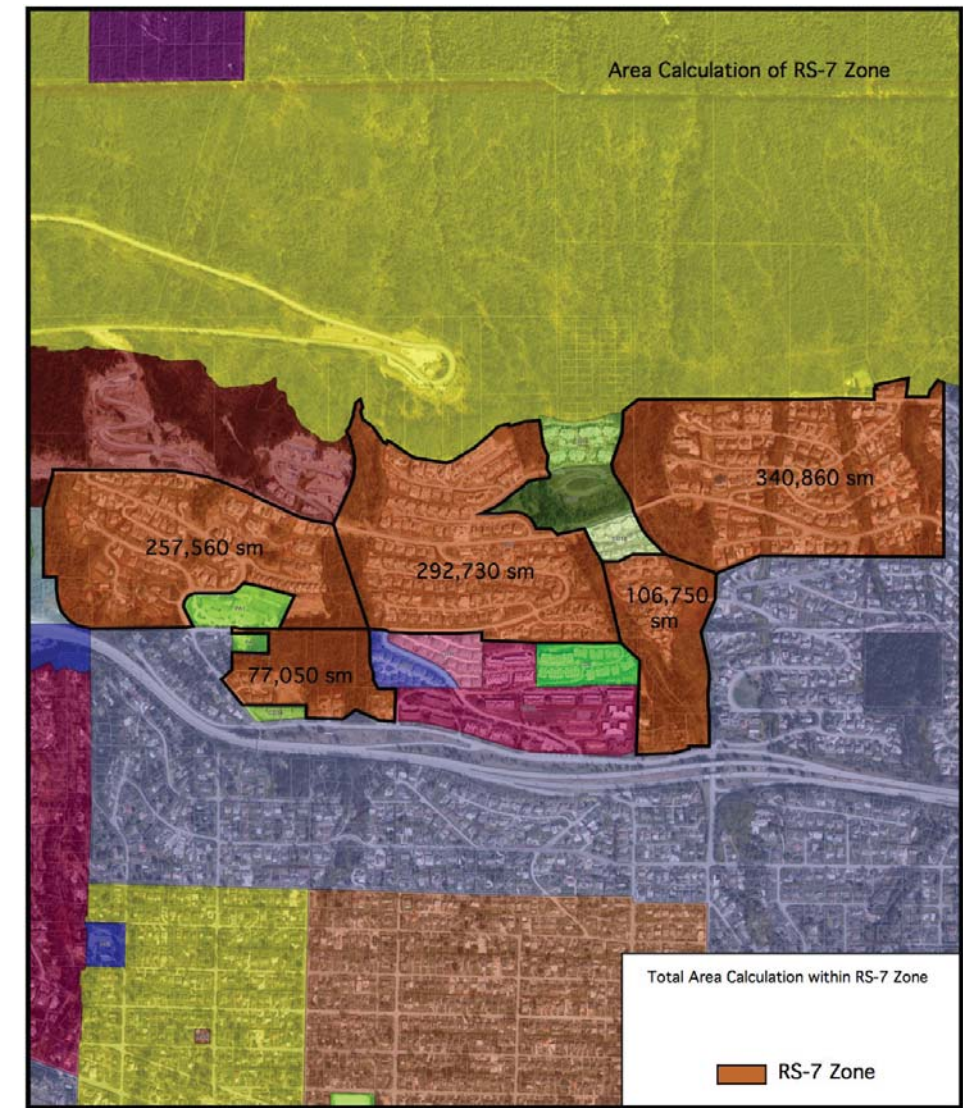 Area Calculation of RS-7 Zone
340,860 sm
257,560 sm
292,730 sm
106,750
sm
77,050 sm
Total Area Calculation within RS-7 Zone
RS-7 Zone